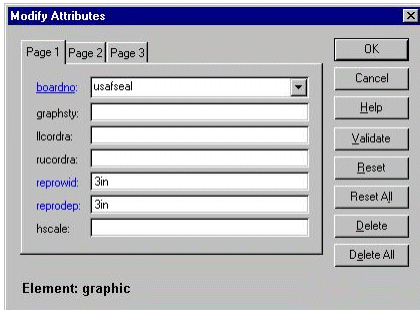 Modify Attributes
Page 1 Page 2 Page 3
boardno: usafseal
graphsty:
llcordra:
rucordra:
reprowid: 3in
reprodep: 3in
hscale:
OK
Cancel
Help
Validate
Reset
Reset All
Delete
Delete All
Element: graphic